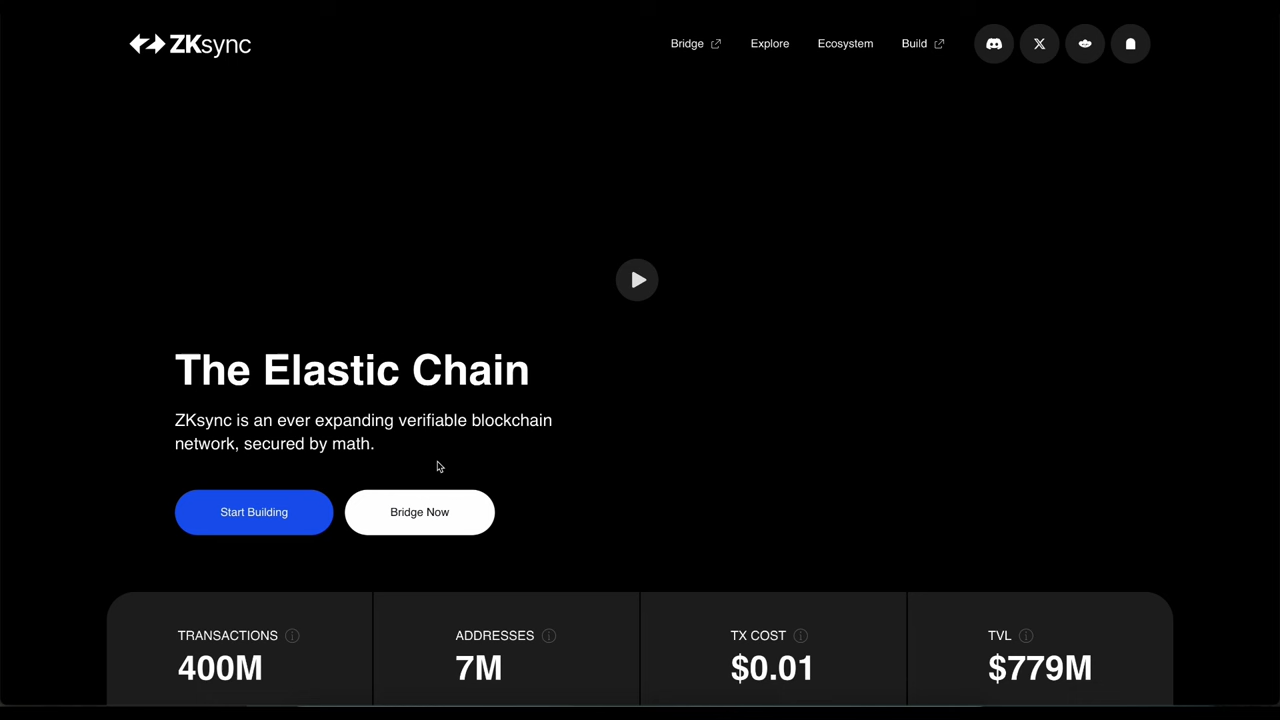 ZKsync
Bridge
Explore
Ecosystem
Build
The Elastic Chain
ZKsync is an ever expanding verifiable blockchain
network, secured by math.
Start Building
Bridge Now
TRANSACTIONS
400M
ADDRESSES
7M
TX COST
$0.01
TVL
$779M